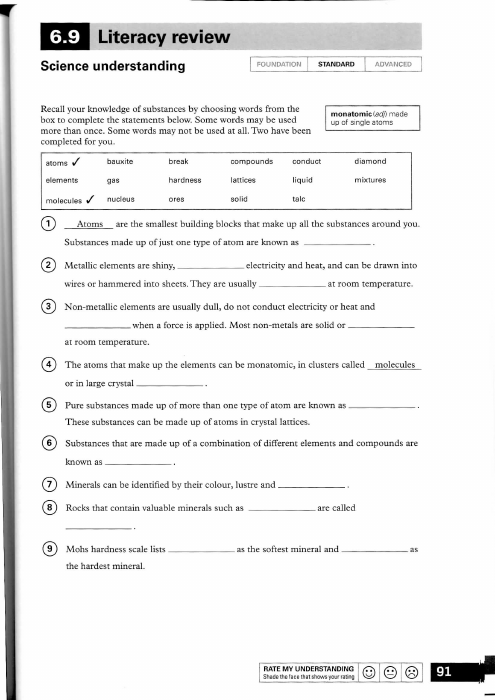 6.9 Literacy review
Science understanding
FOUNDATION STANDARD ADVANCED
Recall your knowledge of substances by choosing words from the
box to complete the statements below. Some words may be used
more than once. Some words may not be used at all. Two have been
completed for you.
monatomic (adj) made
up of single atoms
atoms ✓ bauxite break compounds conduct diamond
elements gas hardness lattices liquid mixtures
molecules ✓ nucleus ores solid talc
1 Atoms are the smallest building blocks that make up all the substances around you.
Substances made up of just one type of atom are known as ____________ .
2 Metallic elements are shiny, ____________ electricity and heat, and can be drawn into
wires or hammered into sheets. They are usually ____________ at room temperature.
3 Non-metallic elements are usually dull, do not conduct electricity or heat and
____________ when a force is applied. Most non-metals are solid or ____________
at room temperature.
4 The atoms that make up the elements can be monatomic, in clusters called molecules
or in large crystal ____________ .
5 Pure substances made up of more than one type of atom are known as ____________ .
These substances can be made up of atoms in crystal lattices.
6 Substances that are made up of a combination of different elements and compounds are
known as ____________ .
7 Minerals can be identified by their colour, lustre and ____________ .
8 Rocks that contain valuable minerals such as ____________ are called
____________ .
9 Mohs hardness scale lists ____________ as the softest mineral and ____________ as
the hardest mineral.
RATE MY UNDERSTANDING
Shade the face that shows your rating
91